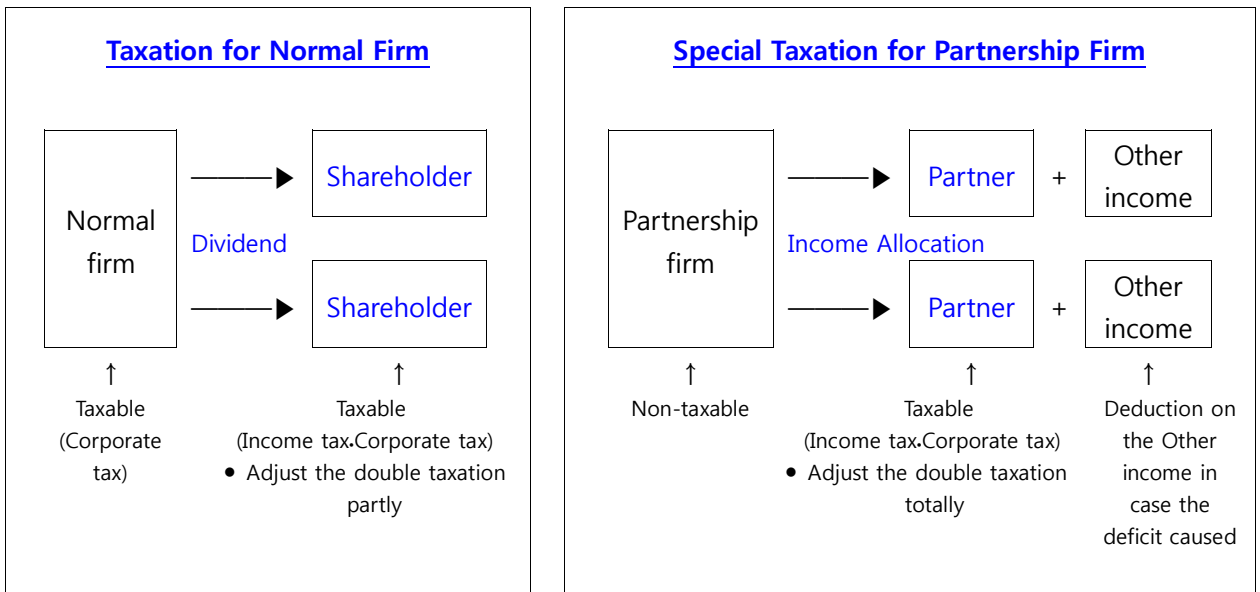 Taxation for Normal Firm
Normal
firm
Dividend
Shareholder
Shareholder
↑
Taxable
(Corporate
tax)
↑
Taxable
(Income tax•Corporate tax)
• Adjust the double taxation
partly
Special Taxation for Partnership Firm
Partnership
firm
Income Allocation
Partner
+
Other
income
Partner
+
Other
income
↑
Non-taxable
↑
Taxable
(Income tax•Corporate tax)
• Adjust the double taxation
totally
↑
Deduction on
the Other
income in
case the
deficit caused